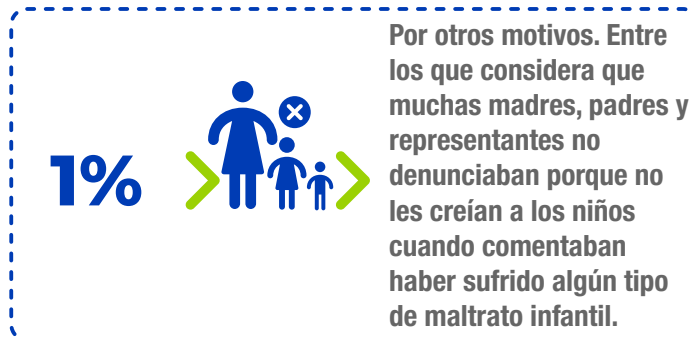 1%
Por otros motivos. Entre
los que considera que
muchas madres, padres y
representantes no
denunciaban porque no
les creían a los niños
cuando comentaban
haber sufrido algún tipo
de maltrato infantil.